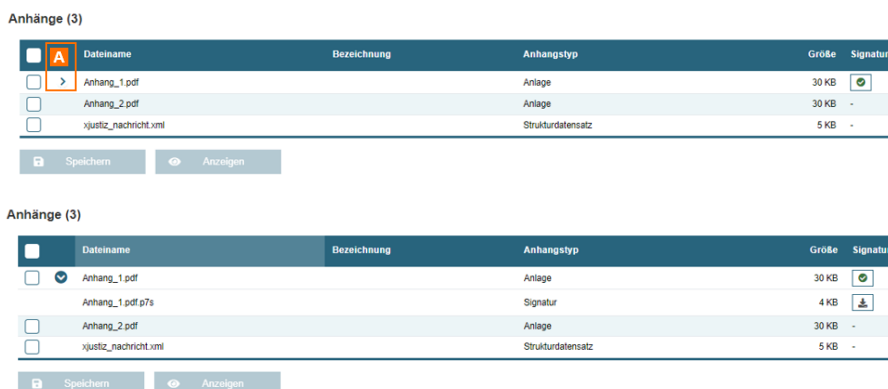 Anhänge (3)
A Dateiname Bezeichnung Anhangstyp Größe Signatur
Anhang_1.pdf Anlage 30 KB
Anhang_2.pdf Anlage 30 KB -
xjustiz_nachricht.xml Strukturdatensatz 5 KB -
Speichern Anzeigen
Anhänge (3)
Dateiname Bezeichnung Anhangstyp Größe Signatur
Anhang_1.pdf Anlage 30 KB
Anhang_1.pdf.p7s Signatur 4 KB
Anhang_2.pdf Anlage 30 KB -
xjustiz_nachricht.xml Strukturdatensatz 5 KB -
Speichern Anzeigen